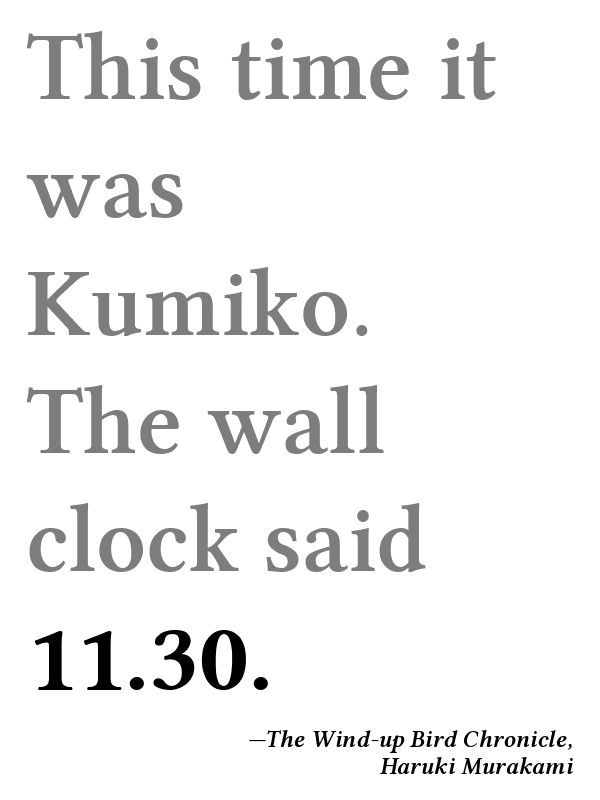 This time it
was
Kumiko.
The wall
clock said
11.30.
—The Wind-up Bird Chronicle,
Haruki Murakami